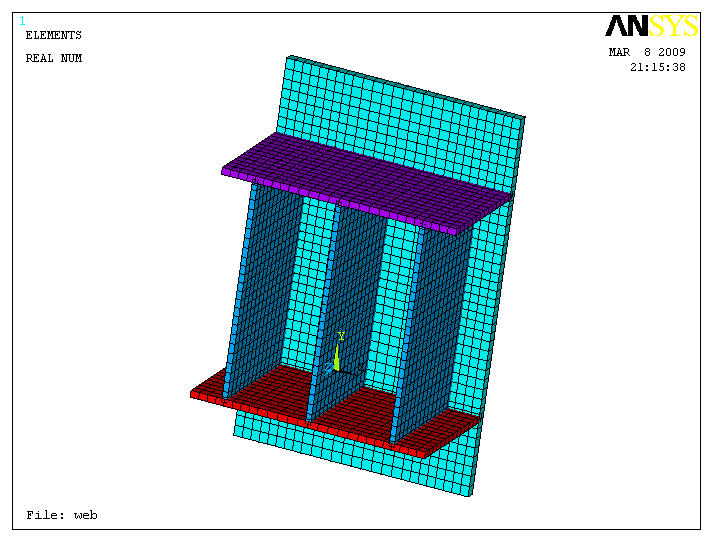 1
ELEMENTS
REAL NUM
ANSYS
MAR 8 2009
21:15:38
Y
File: web